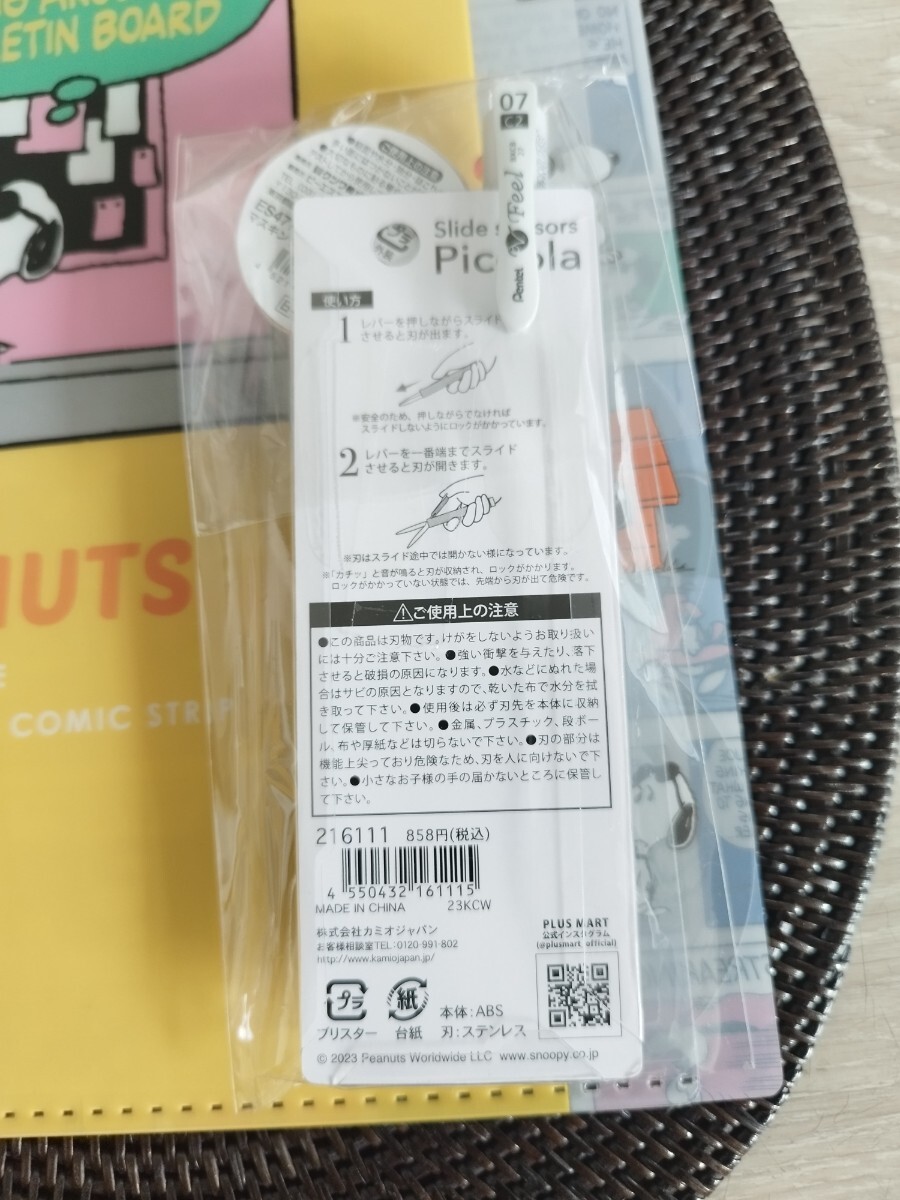 LETIN BOARD
07
C2
Pentel
Feel
ES47
マスキン
ご使用上の注意
プラ
外装
Slide s ssors
Pic ola
使い方
1 レバーを押しながらスライド
させると刃が出ます。
※安全のため、押しながらでなければ
スライドしないようにロックがかかっています。
2 レバーを一番端までスライド
させると刃が開きます。
※刃はスライド途中では開かない様になっています。
※「カチッ」と音が鳴ると刃が収納され、ロックがかかります。
ロックがかかっていない状態では、先端から刃が出て危険です。
⚠ご使用上の注意
●この商品は刃物です。けがをしないようお取り扱い
には十分ご注意下さい。●強い衝撃を与えたり、落下
させると破損の原因になります。●水などにぬれた場
合はサビの原因となりますので、乾いた布で水分を拭
き取って下さい。●使用後は必ず刃先を本体に収納
して保管して下さい。●金属、プラスチック、段ボー
ル、布や厚紙などは切らないで下さい。●刃の部分は
機能上尖っており危険なため、刃を人に向けないで下
さい。●小さなお子様の手の届かないところに保管し
て下さい。
216111 858円(税込)
4 550432 161115
MADE IN CHINA 23KCW
株式会社カミオジャパン
お客様相談室TEL:0120-991-802
http://www.kamiojapan.jp/
PLUS MART
公式インスタグラム
(@plusmart_official)
プラ
ブリスター
紙
台紙
本体:ABS
刃:ステンレス
© 2023 Peanuts Worldwide LLC www.snoopy.co.jp
NUTS
E
COMIC STRIP